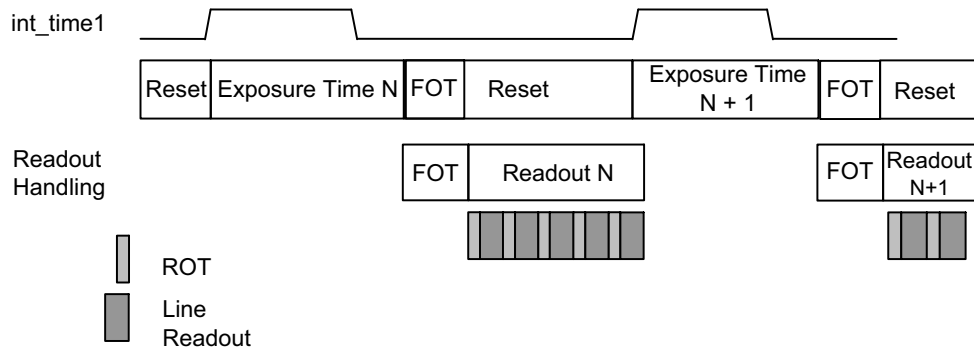 int_time1
Reset Exposure Time N FOT Reset Exposure Time N + 1 FOT Reset
Readout Handling
FOT Readout N FOT Readout N+1
ROT
Line
Readout